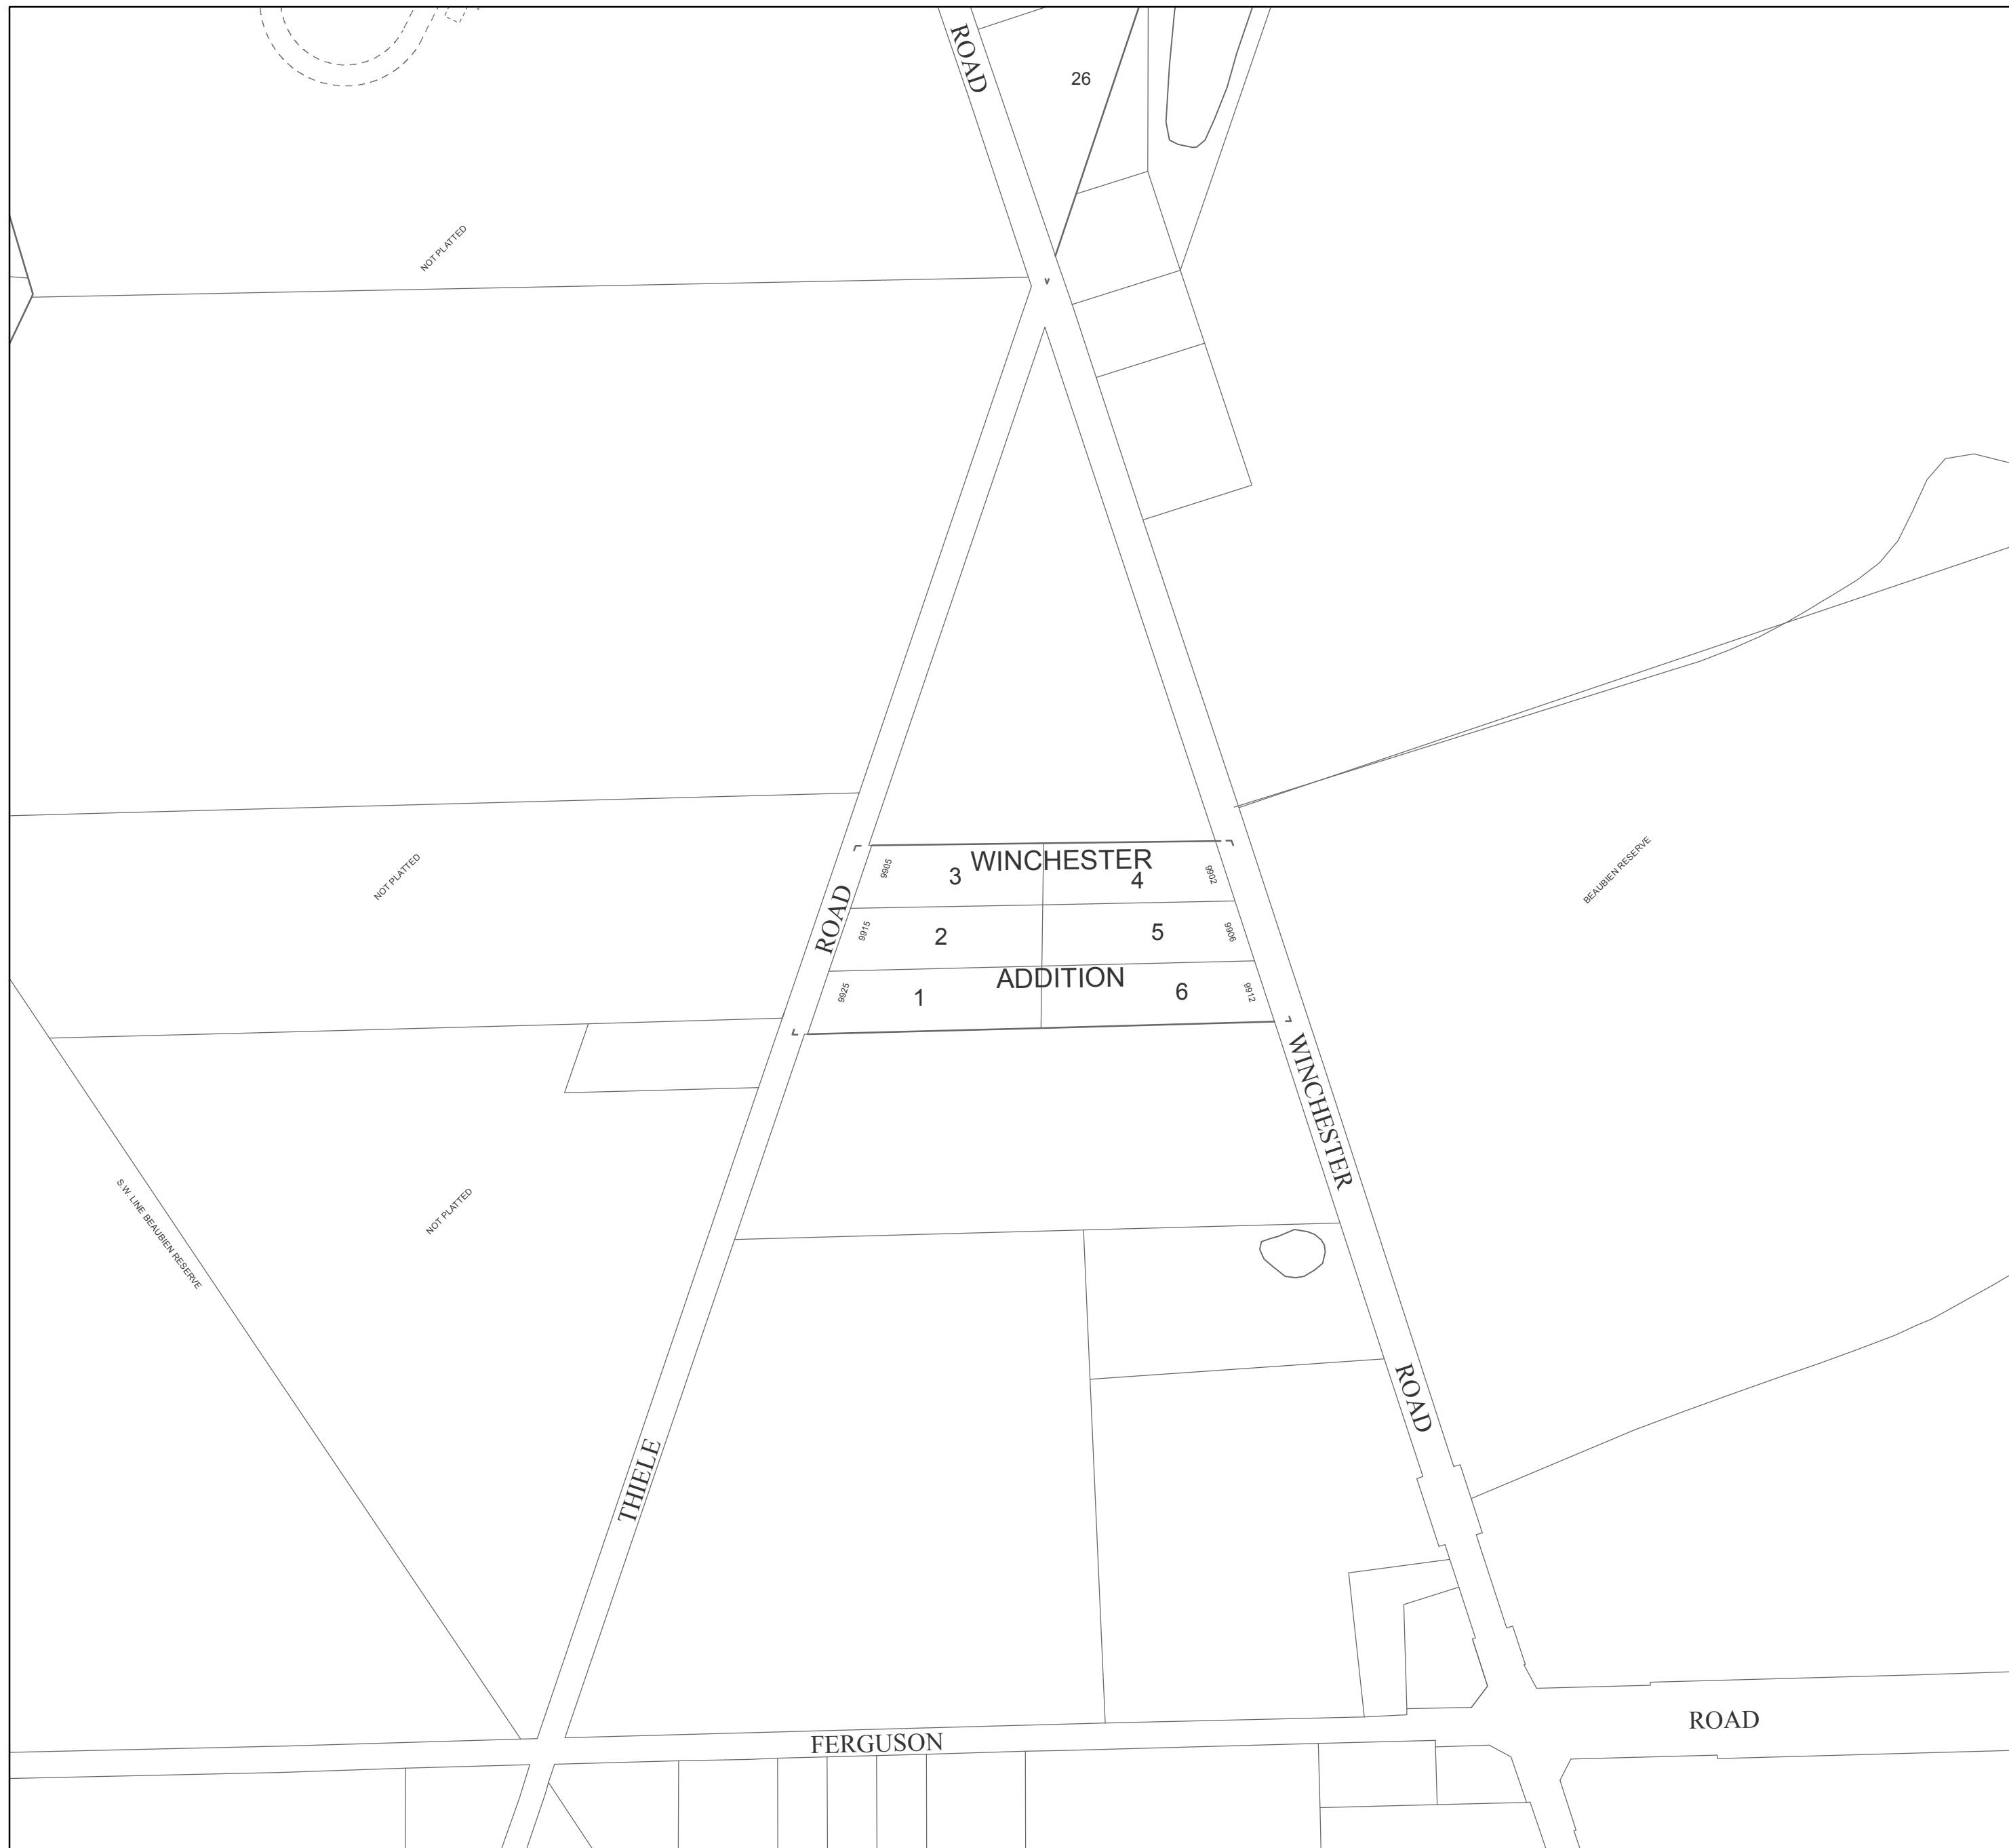 ROAD
26
NOT PLATTED
WINCHESTER
3
4
9905
9902
ROAD
2
5
9915
9906
ADDITION
1
6
9925
9912
NOT PLATTED
BEAUBIEN RESERVE
WINCHESTER
ROAD
S.W. LINE BEAUBIEN RESERVE
NOT PLATTED
THIELE
FERGUSON
ROAD